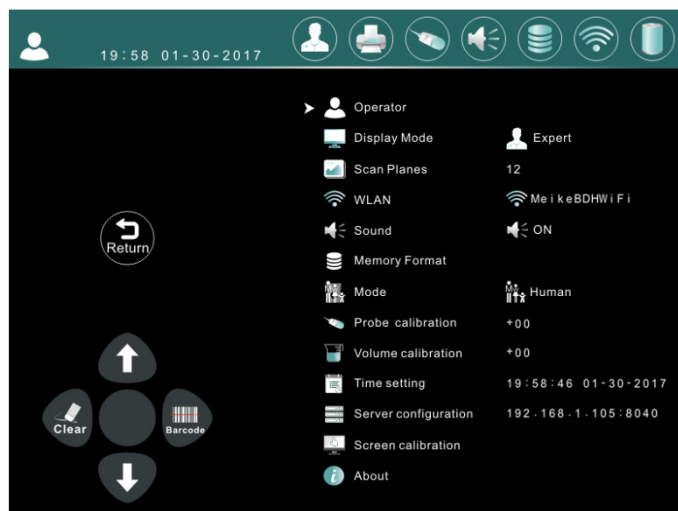 19:58 01-30-2017
Operator
Display Mode Expert
Scan Planes 12
WLAN MeikeBDHWiFi
Sound ON
Return
Memory Format
Mode Human
Probe calibration +00
Volume calibration +00
Time setting 19:58:46 01-30-2017
Server configuration 192.168.1.105:8040
Clear
Barcode
Screen calibration
About